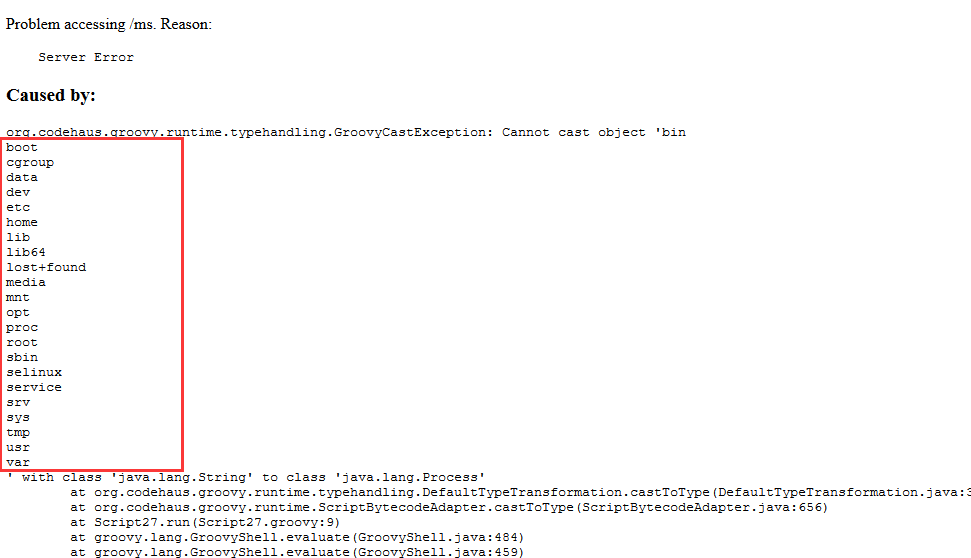 Problem accessing /ms. Reason:
Server Error
Caused by:
org.codehaus.groovy.runtime.typehandling.GroovyCastException: Cannot cast object 'bin
boot
cgroup
data
dev
etc
home
lib
lib64
lost+found
media
mnt
opt
proc
root
sbin
selinux
service
srv
sys
tmp
usr
var
' with class 'java.lang.String' to class 'java.lang.Process'
at org.codehaus.groovy.runtime.typehandling.DefaultTypeTransformation.castToType(DefaultTypeTransformation.java:3
at org.codehaus.groovy.runtime.ScriptBytecodeAdapter.castToType(ScriptBytecodeAdapter.java:656)
at Script27.run(Script27.groovy:9)
at groovy.lang.GroovyShell.evaluate(GroovyShell.java:484)
at groovy.lang.GroovyShell.evaluate(GroovyShell.java:459)